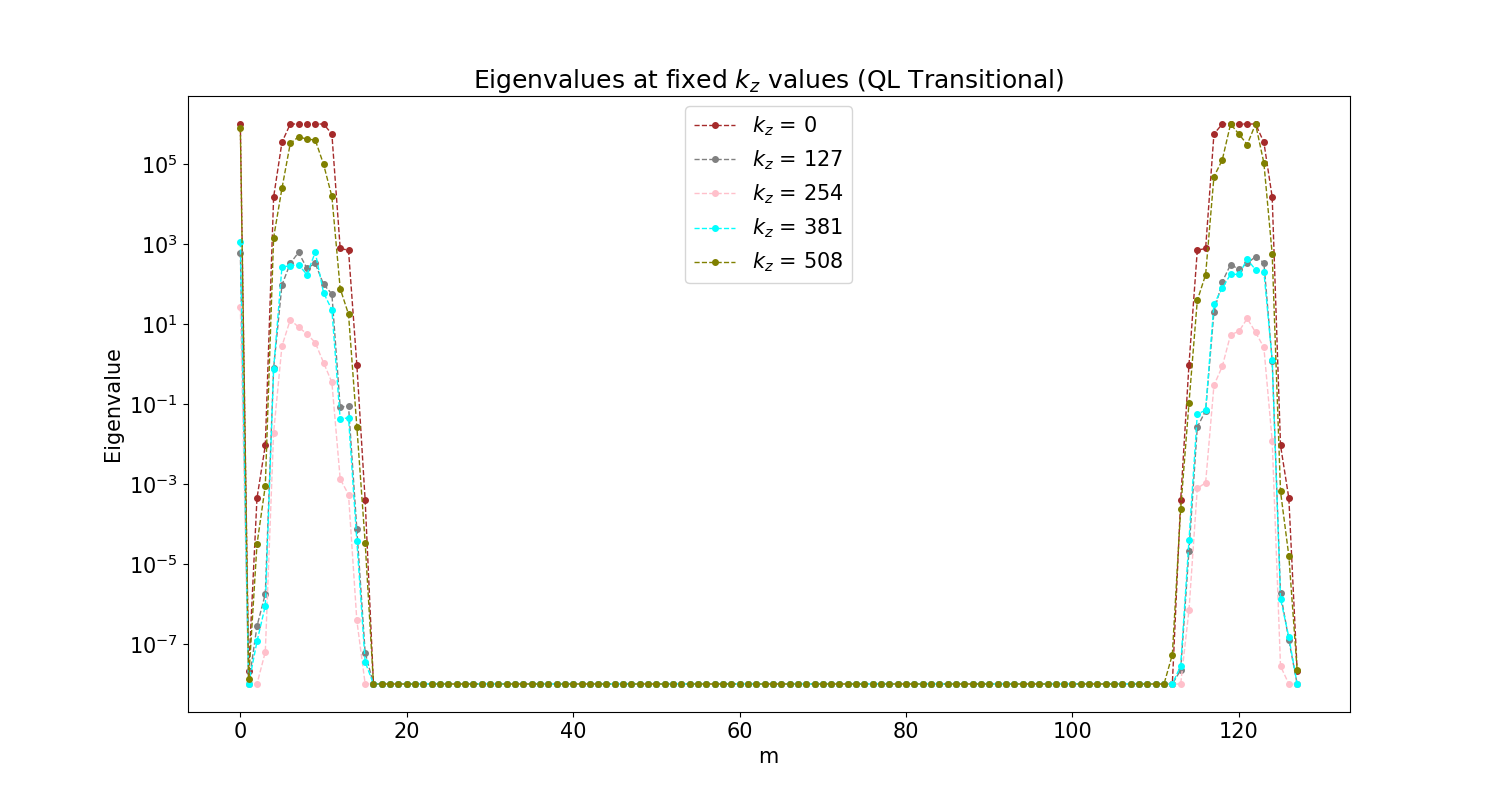 Eigenvalues at fixed $k_z$ values (QL Transitional)
$k_z$ = 0
$k_z$ = 127
$k_z$ = 254
$k_z$ = 381
$k_z$ = 508
Eigenvalue
$10^5$
$10^3$
$10^1$
$10^{-1}$
$10^{-3}$
$10^{-5}$
$10^{-7}$
0 20 40 60 80 100 120
m